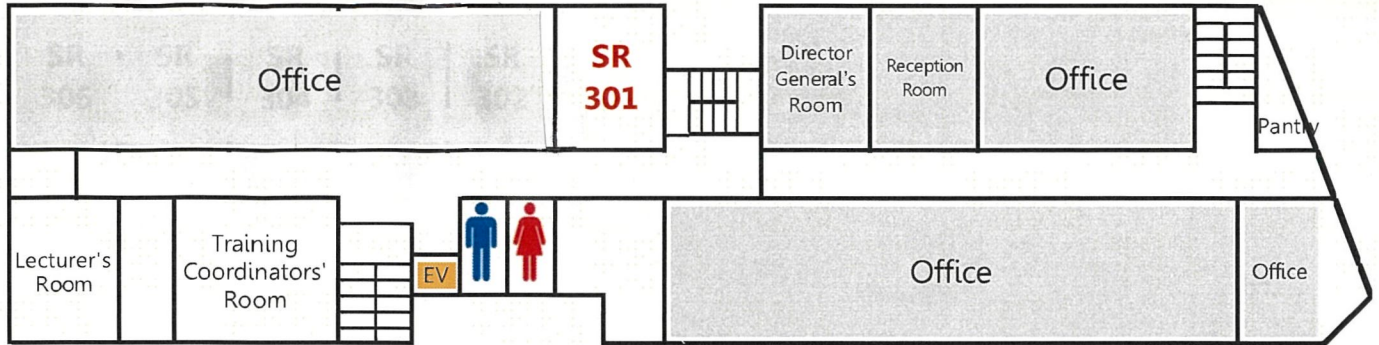 Office
SR
301
Director
General's
Room
Reception
Room
Office
Pantry
Lecturer's
Room
Training
Coordinators'
Room
EV
Office
Office